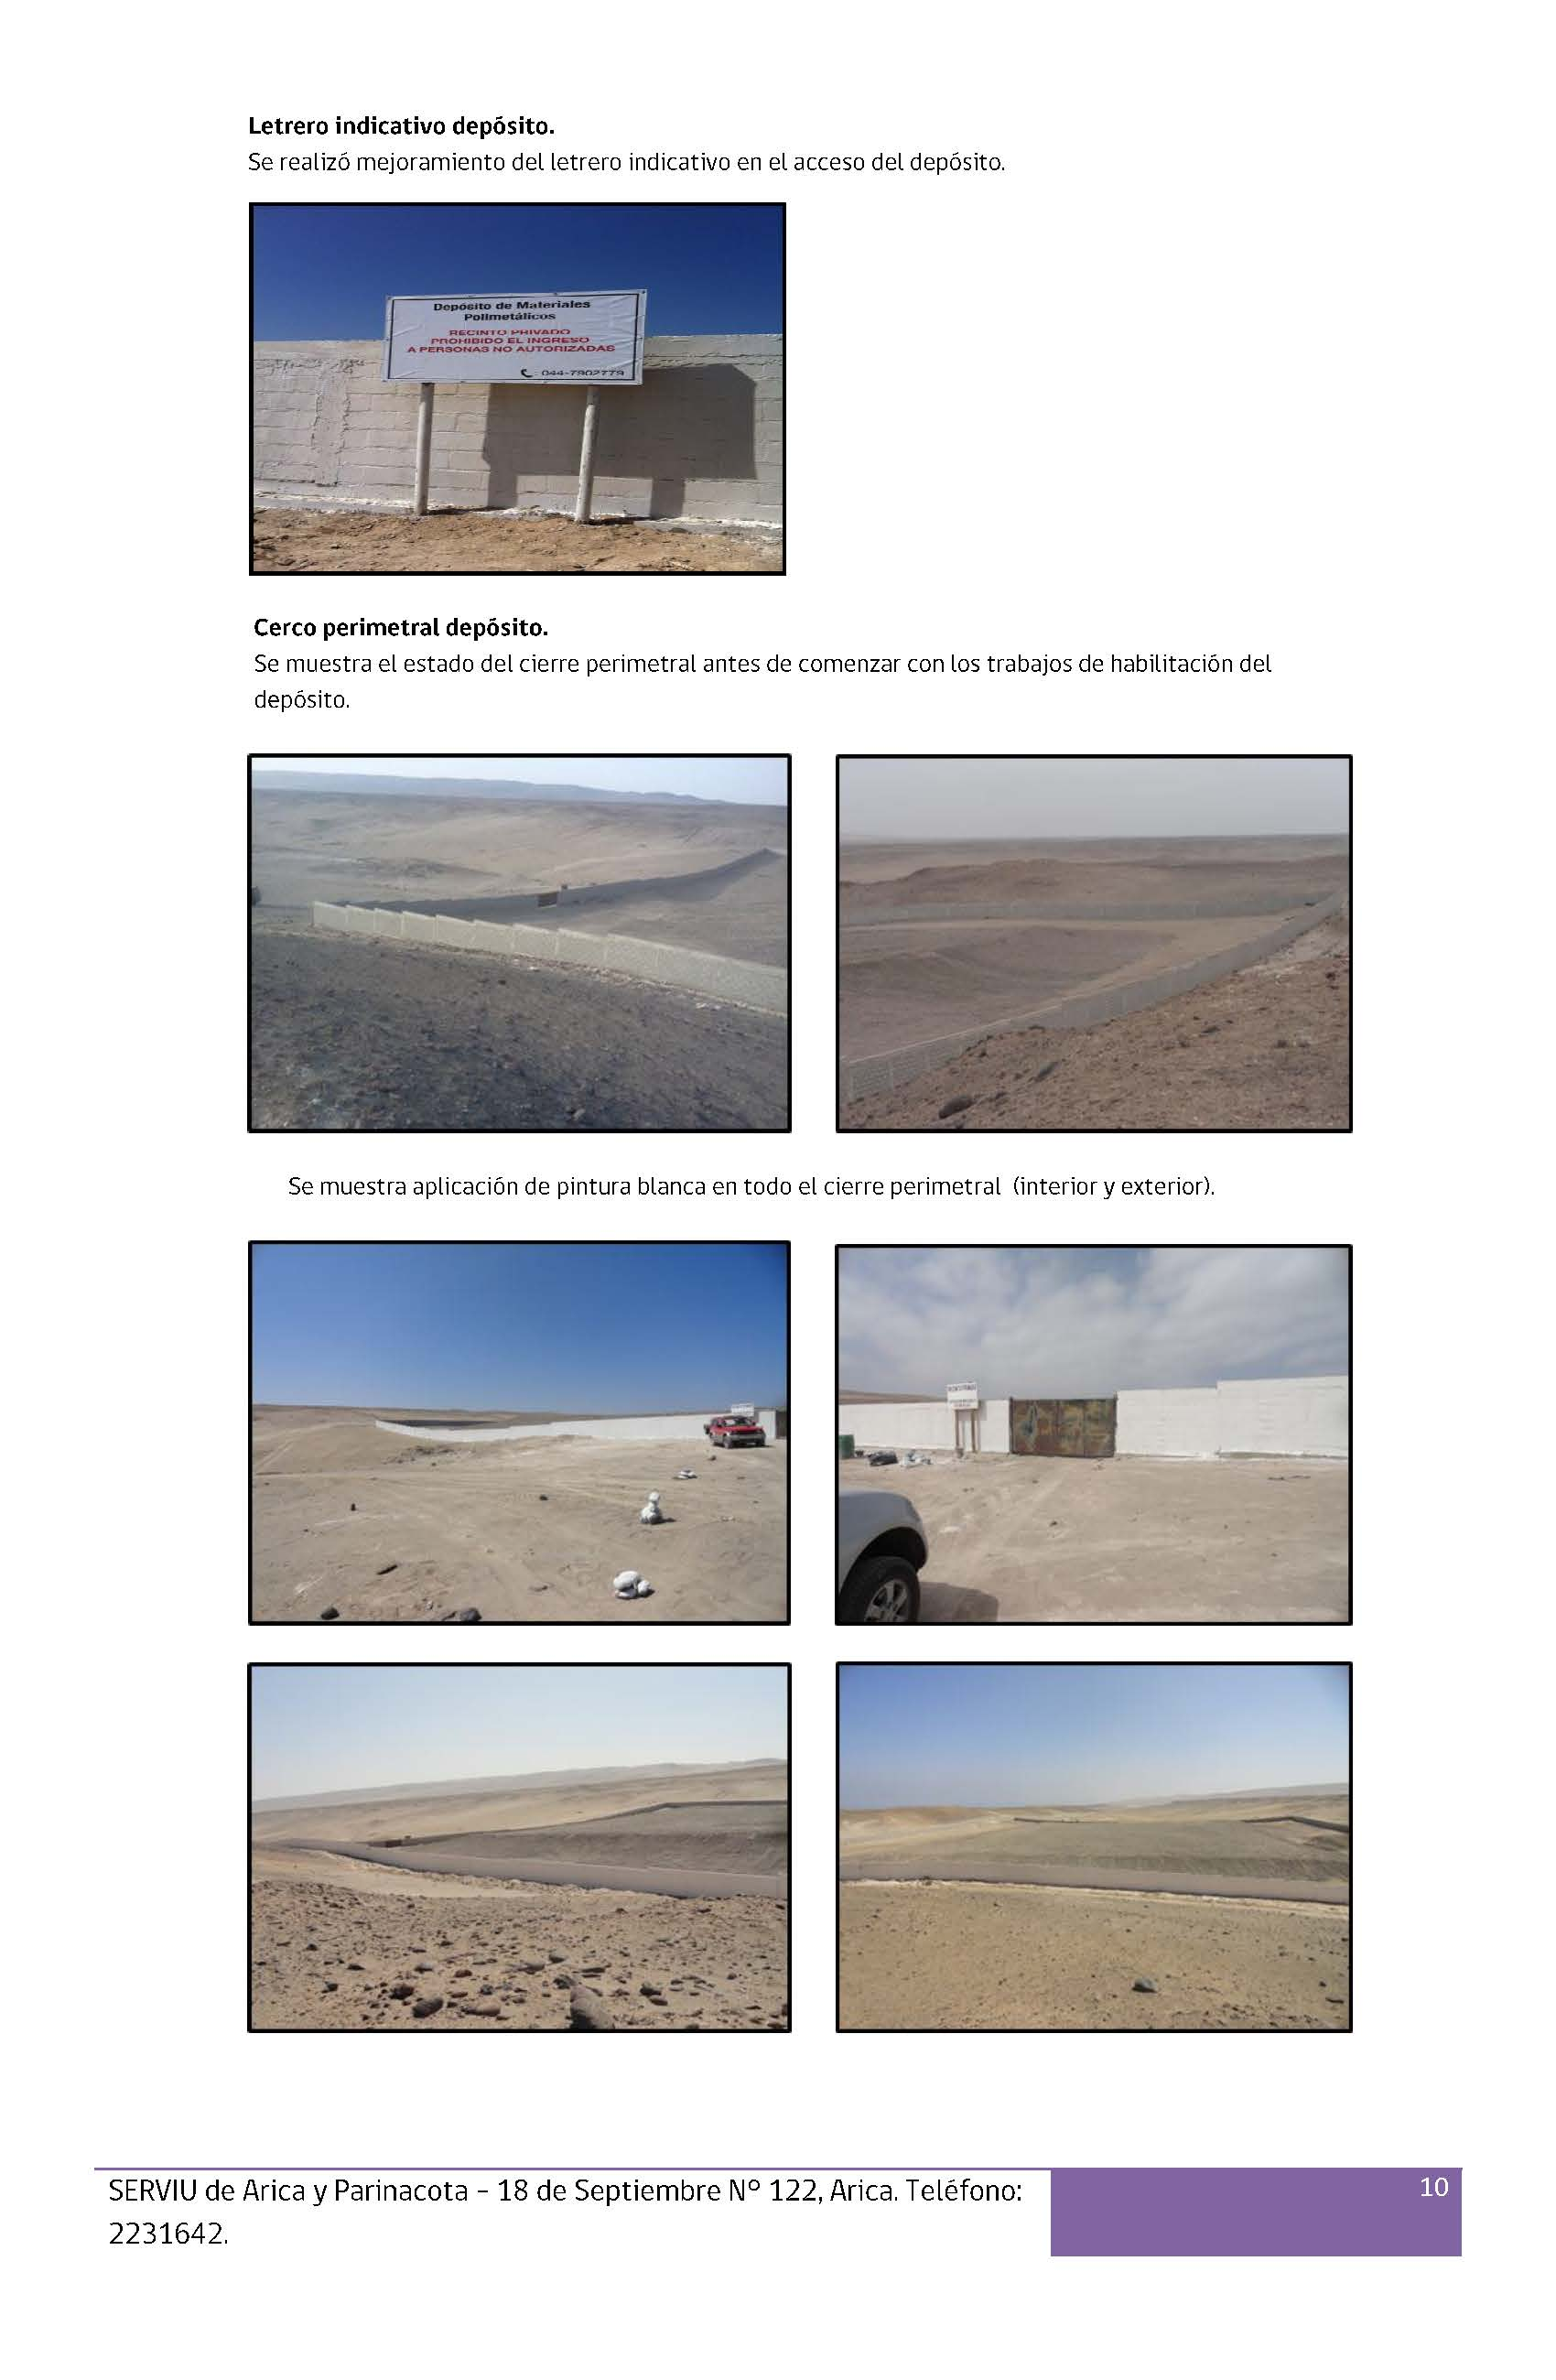 Letrero indicativo depósito.
Se realizó mejoramiento del letrero indicativo en el acceso del depósito.
Depósito de Materiales
Polimetálicos
RECINTO PRIVADO
PROHIBIDO EL INGRESO
A PERSONAS NO AUTORIZADAS
044-7902779
Cerco perimetral depósito.
Se muestra el estado del cierre perimetral antes de comenzar con los trabajos de habilitación del
depósito.
Se muestra aplicación de pintura blanca en todo el cierre perimetral (interior y exterior).
SERVIU de Arica y Parinacota – 18 de Septiembre Nº 122, Arica. Teléfono:
2231642.
10